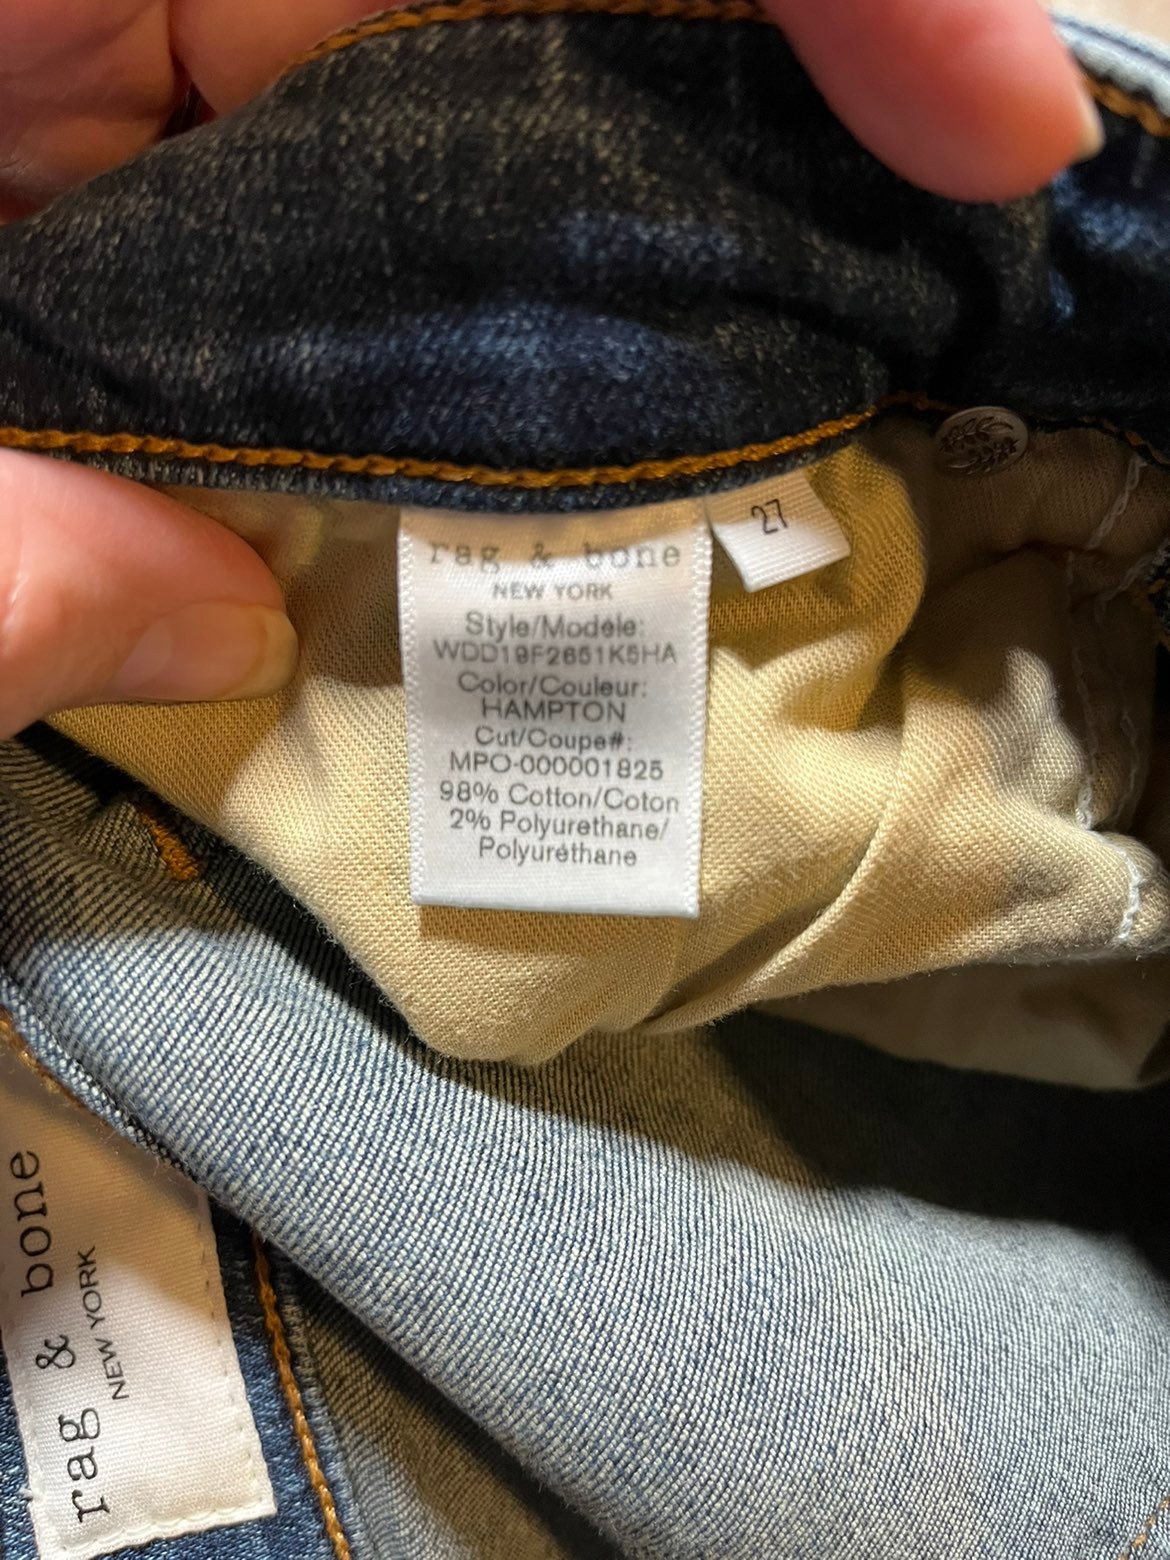 rag & bone
NEW YORK
Style/Modéle:
WDD19F2651K5HA
Color/Couleur:
HAMPTON
Cut/Coupe#:
MPO-000001825
98% Cotton/Coton
2% Polyurethane/
Polyuréthane
27
rag & bone
NEW YORK